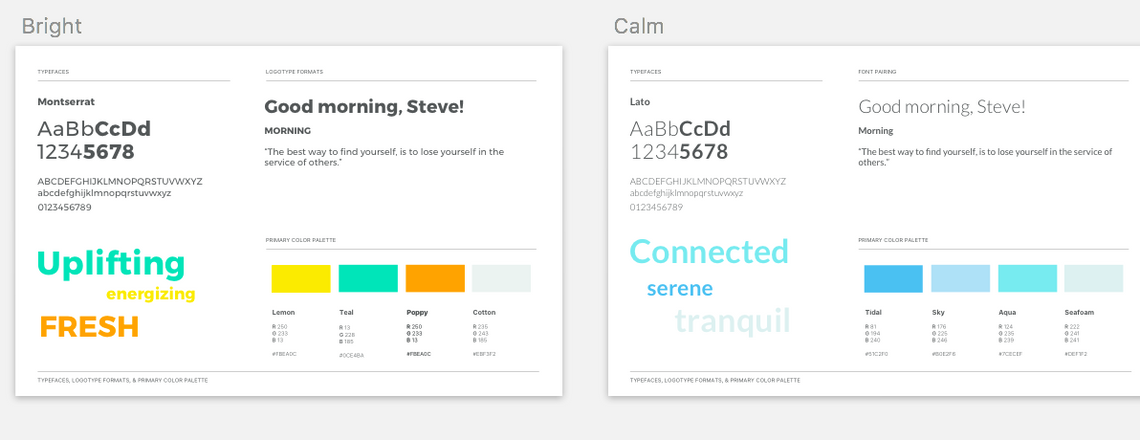 Bright
TYPEFACES
Montserrat
AaBbCcDd
12345678
ABCDEFGHIJKLMNOPQRSTUVWXYZ
abcdefghijklmnopqrstuvwxyz
0123456789
Uplifting
energizing
FRESH
LOGOTYPE FORMATS
Good morning, Steve!
MORNING
"The best way to find yourself, is to lose yourself in the
service of others."
PRIMARY COLOR PALETTE
Lemon Teal Poppy Cotton
R 250 R 13 R 250 R 235
G 233 G 228 G 233 G 243
B 13 B 185 B 13 B 185
#FBEA0C #0CE4BA #FBEA0C #EBF3F2
TYPEFACES, LOGOTYPE FORMATS, & PRIMARY COLOR PALETTE
Calm
TYPEFACES
Lato
AaBbCcDd
12345678
ABCDEFGHIJKLMNOPQRSTUVWXYZ
abcdefghijklmnopqrstuvwxyz
0123456789
Connected
serene
tranquil
FONT PAIRING
Good morning, Steve!
Morning
"The best way to find yourself, is to lose yourself in the service of
others."
PRIMARY COLOR PALETTE
Tidal Sky Aqua Seafoam
R 81 R 176 R 124 R 222
G 194 G 225 G 235 G 241
B 240 B 246 B 239 B 241
#51C2F0 #B0E2F8 #7CECEF #DEF1F2
TYPEFACES, LOGOTYPE FORMATS, & PRIMARY COLOR PALETTE